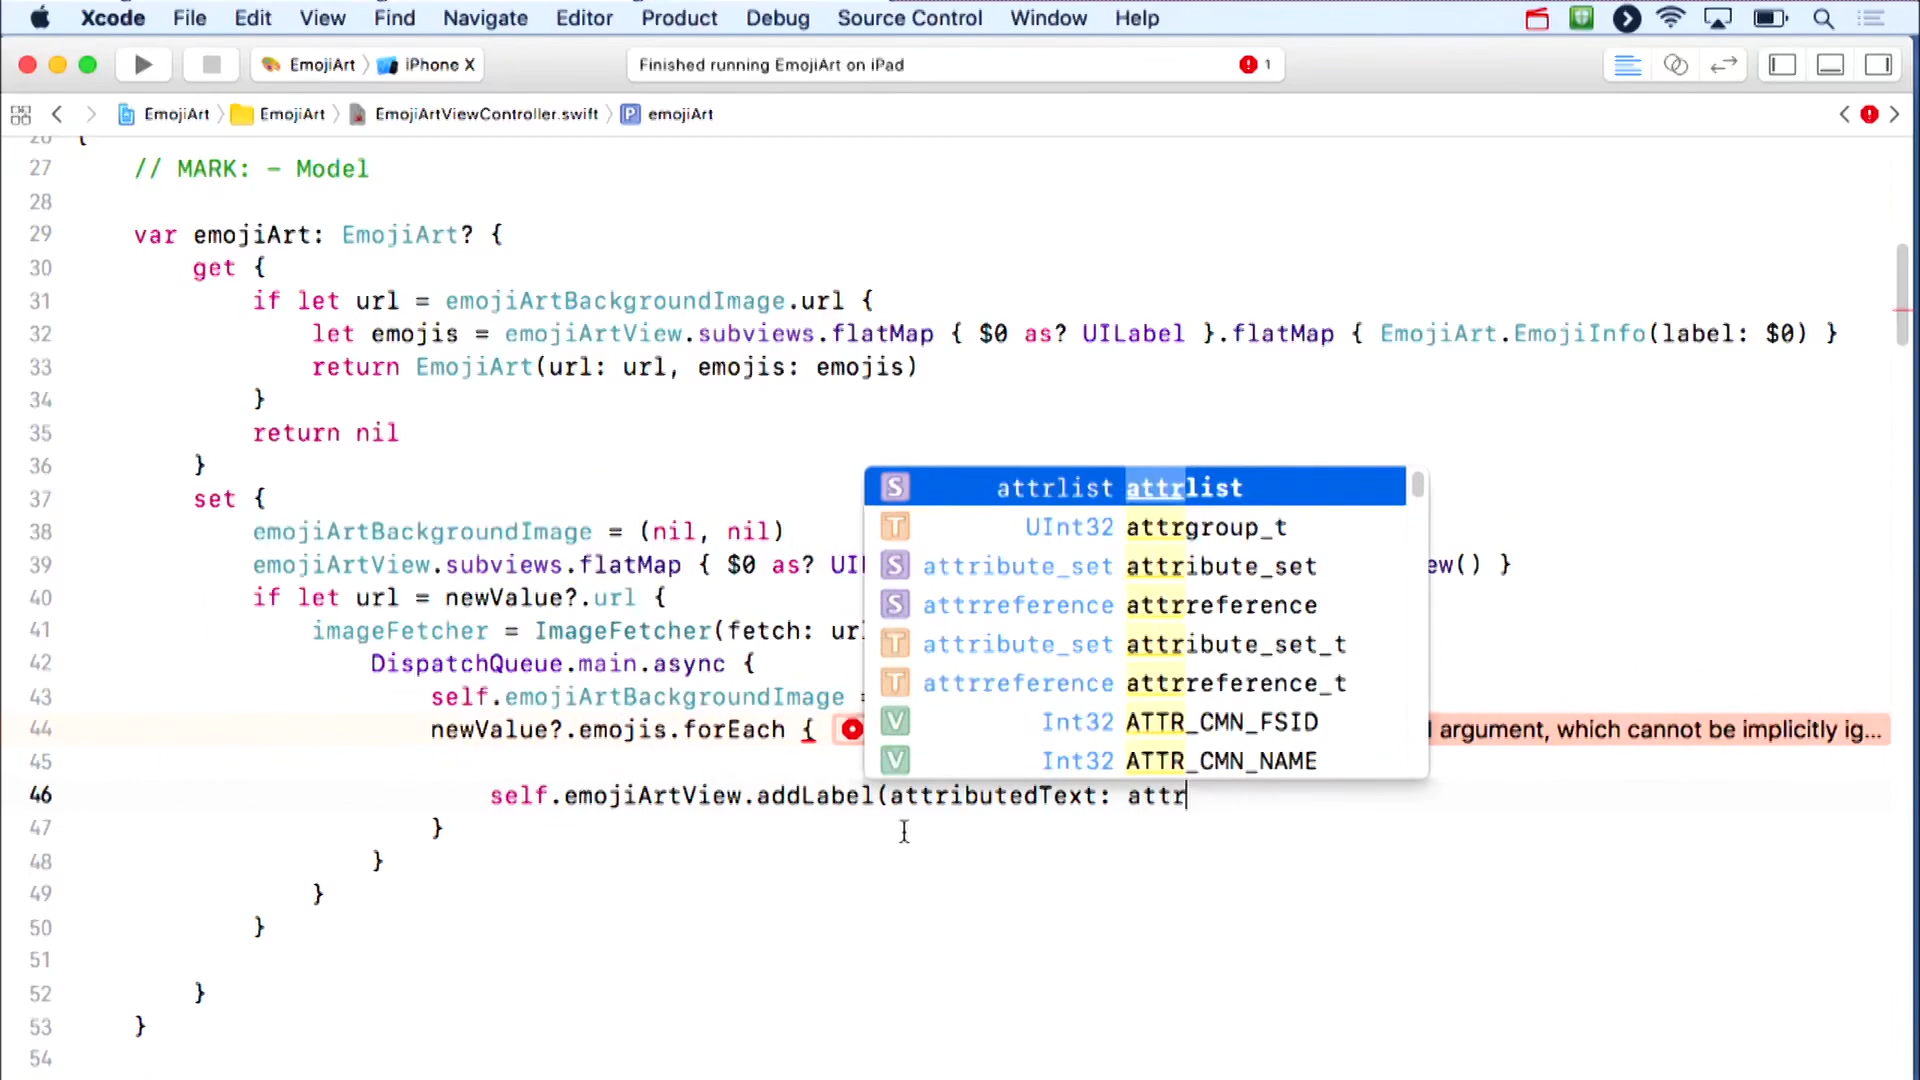 Xcode File Edit View Find Navigate Editor Product Debug Source Control Window Help
EmojiArt iPhone X Finished running EmojiArt on iPad 1
EmojiArt EmojiArt EmojiArtViewController.swift P emojiArt
{
27 // MARK: - Model
28
29 var emojiArt: EmojiArt? {
30 get {
31 if let url = emojiArtBackgroundImage.url {
32 let emojis = emojiArtView.subviews.flatMap { $0 as? UILabel }.flatMap { EmojiArt.EmojiInfo(label: $0) }
33 return EmojiArt(url: url, emojis: emojis)
34 }
35 return nil
36 }
37 set {
38 emojiArtBackgroundImage = (nil, nil)
39 emojiArtView.subviews.flatMap { $0 as? ew() }
40 if let url = newValue?.url {
41 imageFetcher = ImageFetcher(fetch:
42 DispatchQueue.main.async {
43 self.emojiArtBackgroundImage
44 newValue?.emojis.forEach { argument, which cannot be implicitly ig...
45
46 self.emojiArtView.addLabel(attributedText: attr
47 }
48 }
49 }
50 }
51
52 }
53 }
54
S attrlist attrlist
T UInt32 attrgroup_t
S attribute_set attribute_set
S attrreference attrreference
T attribute_set attribute_set_t
T attrreference attrreference_t
V Int32 ATTR_CMN_FSID
V Int32 ATTR_CMN_NAME